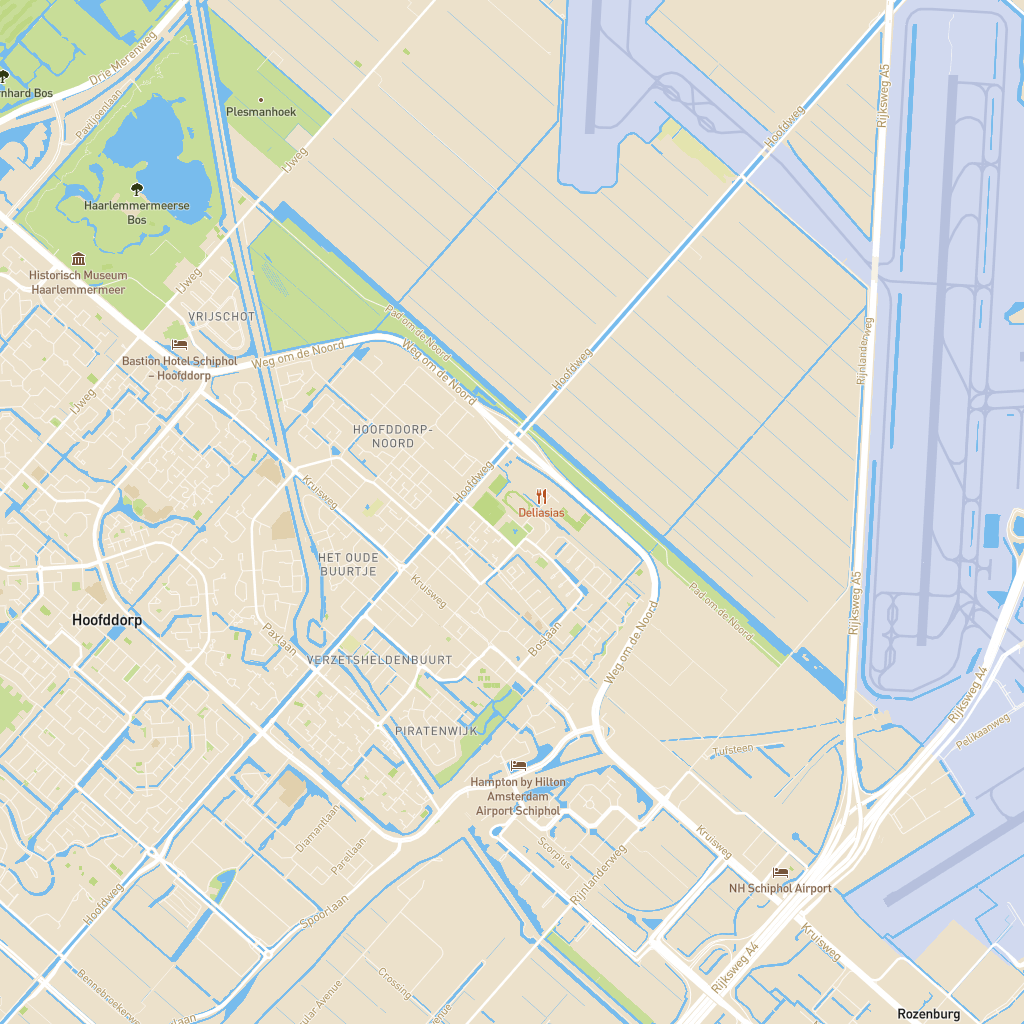 Drie Merenweg
Paviljoenlaan
Plesmanhoek
IJweg
Hoofdweg
Rijksweg A5
Haarlemmermeerse
Bos
Historisch Museum
Haarlemmermeer
IJweg
VRIJSCHOT
Bastion Hotel Schiphol
– Hoofddorp
Weg om de Noord
Pad om de Noord
Weg om de Noord
Hoofdweg
Rijnlanderweg
IJweg
HOOFDDORP-
NOORD
Hoofdweg
Kruisweg
Deliasias
HET OUDE
BUURTJE
Kruisweg
Hoofddorp
Paxlaan
Boslaan
Weg om de Noord
Pad om de Noord
Rijksweg A5
VERZETSHELDENBUURT
PIRATENWIJK
Rijksweg A4
Pelikaanweg
Tufsteen
Hampton by Hilton
Amsterdam
Airport Schiphol
Diamantlaan
Parellaan
Scorpius
Kruisweg
Rijnlanderweg
NH Schiphol Airport
Hoofdweg
Spoorlaan
Kruisweg
Rijksweg A4
Bennebroekerweg
Crossing
Rozenburg